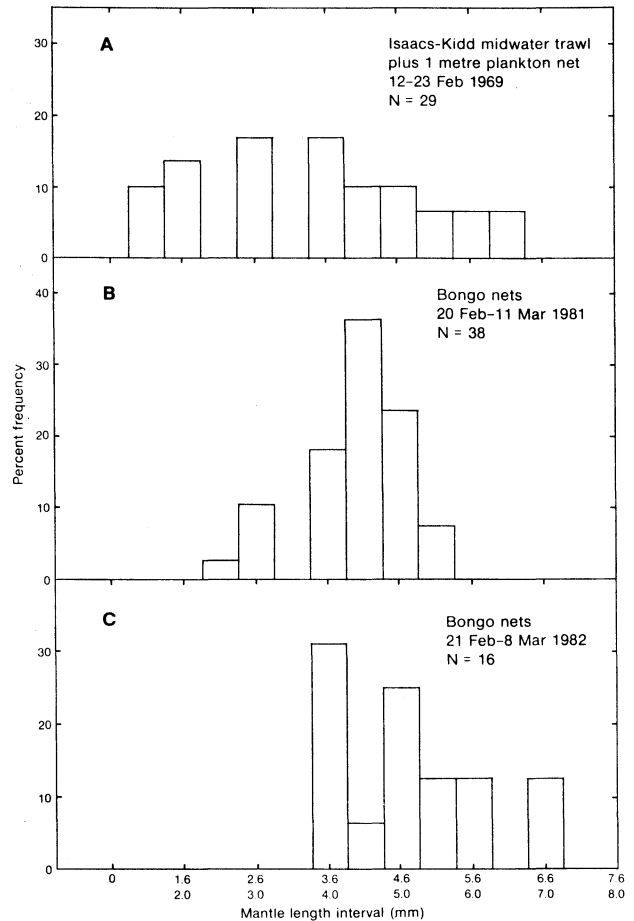 A
Isaacs-Kidd midwater trawl
plus 1 metre plankton net
12–23 Feb 1969
N = 29
30
20
10
0
B
Bongo nets
20 Feb–11 Mar 1981
N = 38
40
30
20
10
0
Percent frequency
C
Bongo nets
21 Feb–8 Mar 1982
N = 16
30
20
10
0
0 1.6 2.6 3.6 4.6 5.6 6.6 7.6
2.0 3.0 4.0 5.0 6.0 7.0 8.0
Mantle length interval (mm)